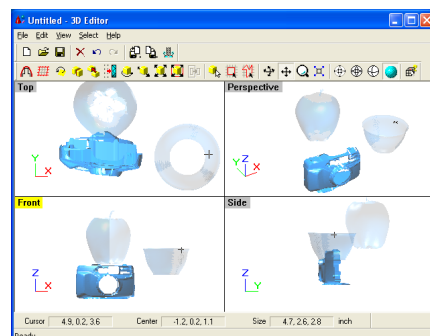 Untitled - 3D Editor
File Edit View Select Help
Top
Perspective
Y
X
Z
Y
X
Front
Side
Z
X
Z
Y
Cursor 4.9, 0.2, 3.6 Center -1.2, 0.2, 1.1 Size 4.7, 2.6, 2.8 inch
Ready